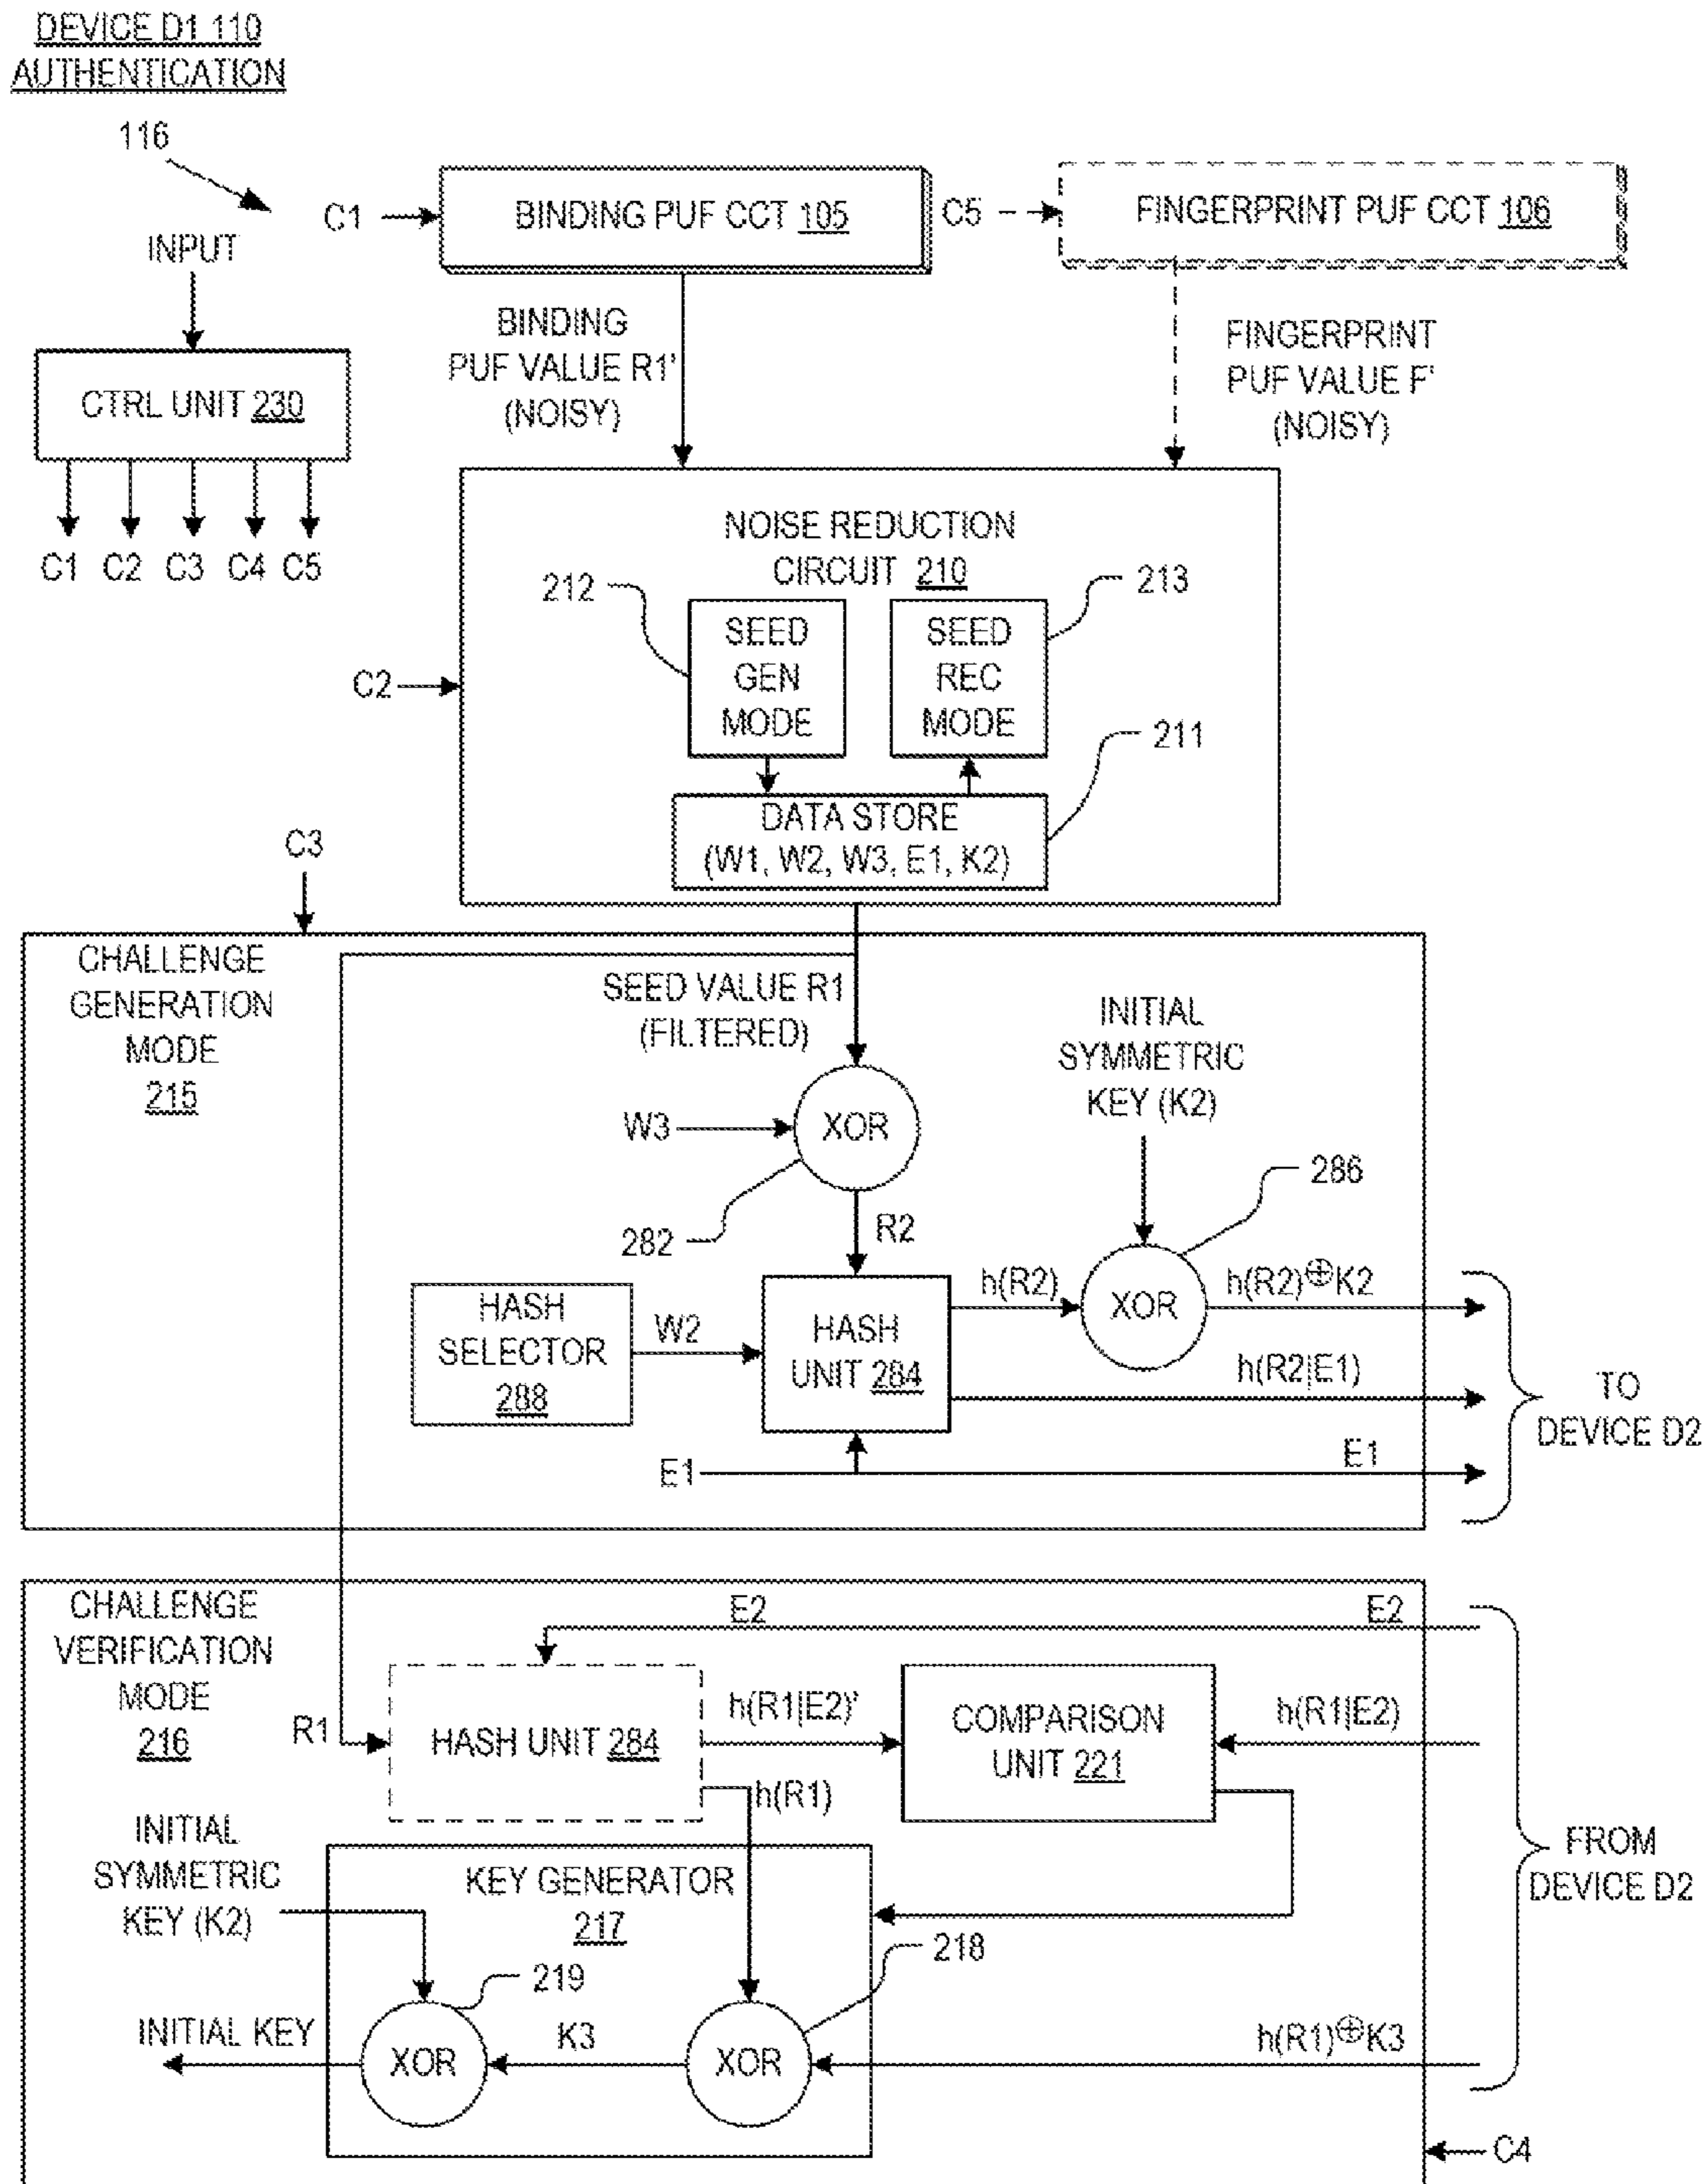 DEVICE D1 110
AUTHENTICATION
116
INPUT
CTRL UNIT 230
C1 C2 C3 C4 C5
C1
BINDING PUF CCT 105
C5
FINGERPRINT PUF CCT 106
BINDING
PUF VALUE R1'
(NOISY)
FINGERPRINT
PUF VALUE F'
(NOISY)
NOISE REDUCTION
CIRCUIT 210
212
213
SEED
GEN
MODE
SEED
REC
MODE
C2
211
DATA STORE
(W1, W2, W3, E1, K2)
C3
CHALLENGE
GENERATION
MODE
215
SEED VALUE R1
(FILTERED)
INITIAL
SYMMETRIC
KEY (K2)
W3
XOR
282
R2
286
HASH
SELECTOR
288
W2
HASH
UNIT 284
h(R2)
XOR
h(R2)⊕K2
h(R2|E1)
E1
E1
TO
DEVICE D2
CHALLENGE
VERIFICATION
MODE
216
E2
E2
R1
HASH UNIT 284
h(R1|E2)'
COMPARISON
UNIT 221
h(R1|E2)
h(R1)
INITIAL
SYMMETRIC
KEY (K2)
KEY GENERATOR
217
FROM
DEVICE D2
219
218
INITIAL KEY
XOR
K3
XOR
h(R1)⊕K3
C4